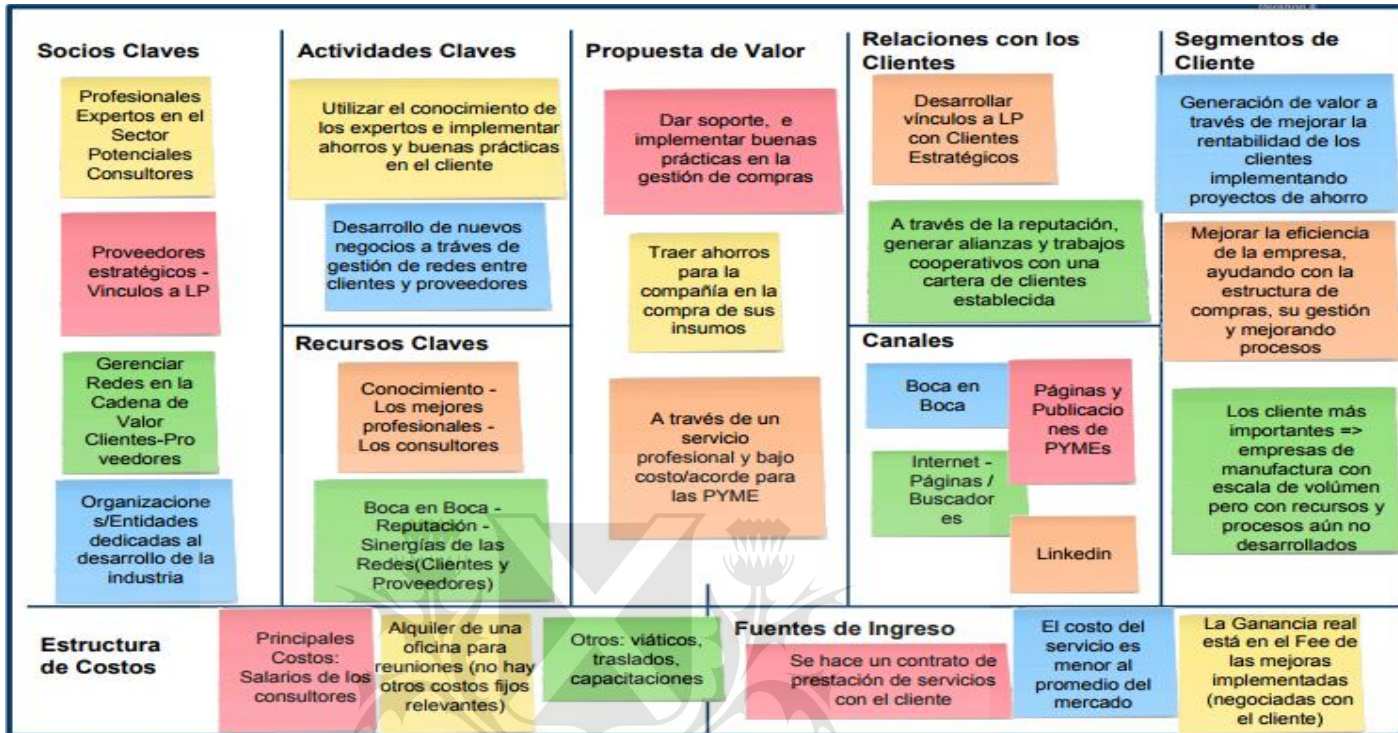 Socios Claves
Profesionales
Expertos en el
Sector
Potenciales
Consultores
Proveedores
estratégicos -
Vinculos a LP
Gerenciar
Redes en la
Cadena de
Valor
Clientes-Pro
veedores
Organizacione
s/Entidades
dedicadas al
desarrollo de la
industria
Actividades Claves
Utilizar el conocimiento de
los expertos e implementar
ahorros y buenas prácticas
en el cliente
Desarrollo de nuevos
negocios a tráves de
gestión de redes entre
clientes y proveedores
Recursos Claves
Conocimiento -
Los mejores
profesionales -
Los consultores
Boca en Boca -
Reputación -
Sinergías de las
Redes(Clientes y
Proveedores)
Propuesta de Valor
Dar soporte, e
implementar buenas
prácticas en la
gestión de compras
Traer ahorros
para la
compañía en la
compra de sus
insumos
A través de un
servicio
profesional y bajo
costo/acorde para
las PYME
Relaciones con los
Clientes
Desarrollar
vínculos a LP
con Clientes
Estratégicos
A través de la reputación,
generar alianzas y trabajos
cooperativos con una
cartera de clientes
establecida
Canales
Boca en
Boca
Páginas y
Publicacio
nes de
PYMEs
Internet -
Páginas /
Buscador
es
Linkedin
Segmentos de
Cliente
Generación de valor a
través de mejorar la
rentabilidad de los
clientes
implementando
proyectos de ahorro
Mejorar la eficiencia
de la empresa,
ayudando con la
estructura de
compras, su gestión
y mejorando
procesos
Los cliente más
importantes =>
empresas de
manufactura con
escala de volúmen
pero con recursos y
procesos aún no
desarrollados
Estructura
de Costos
Principales
Costos:
Salarios de los
consultores
Alquiler de una
oficina para
reuniones (no hay
otros costos fijos
relevantes)
Otros: viáticos,
traslados,
capacitaciones
Fuentes de Ingreso
Se hace un contrato de
prestación de servicios
con el cliente
El costo del
servicio es
menor al
promedio del
mercado
La Ganancia real
está en el Fee de
las mejoras
implementadas
(negociadas con
el cliente)